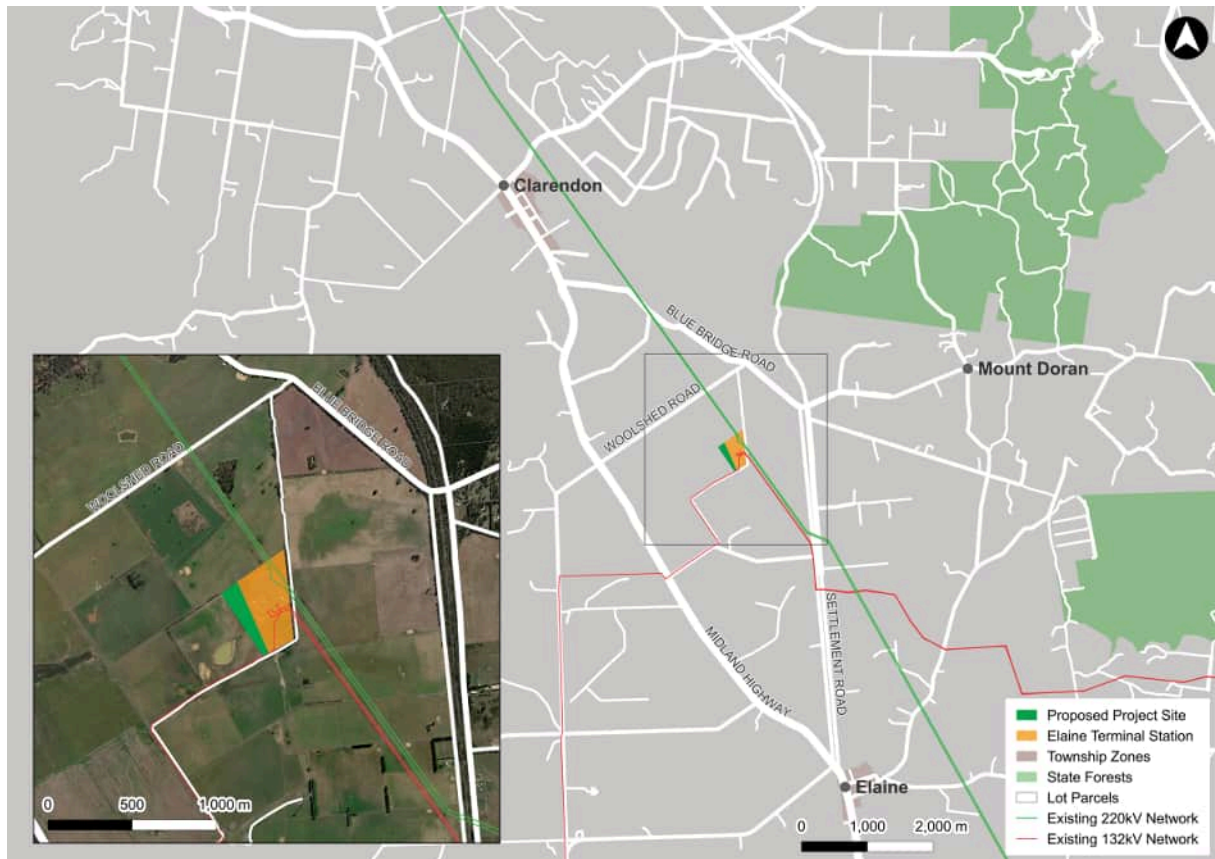 Clarendon
BLUE BRIDGE ROAD
Mount Doran
WOOLSHED ROAD
BLUE BRIDGE ROAD
WOOLSHED ROAD
SETTLEMENT ROAD
MIDLAND HIGHWAY
Elaine
0 500 1,000 m
0 1,000 2,000 m
Proposed Project Site
Elaine Terminal Station
Township Zones
State Forests
Lot Parcels
Existing 220kV Network
Existing 132kV Network